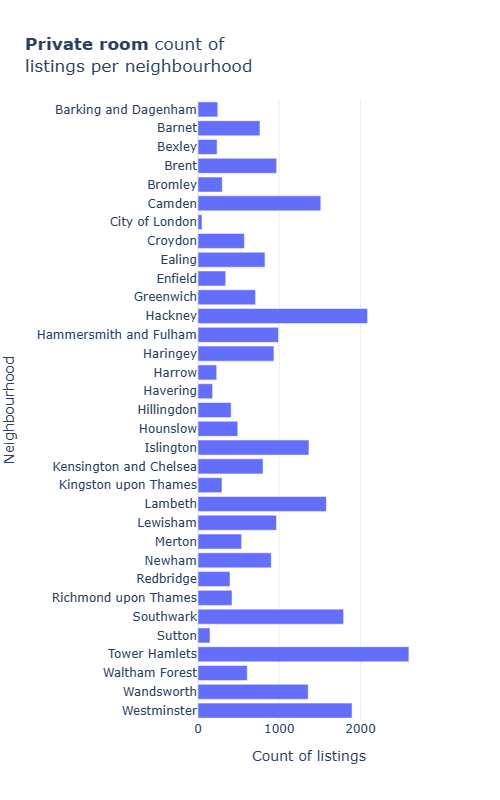 Private room count of
listings per neighbourhood
Barking and Dagenham
Barnet
Bexley
Brent
Bromley
Camden
City of London
Croydon
Ealing
Enfield
Greenwich
Hackney
Hammersmith and Fulham
Haringey
Harrow
Havering
Hillingdon
Hounslow
Islington
Kensington and Chelsea
Kingston upon Thames
Lambeth
Lewisham
Merton
Newham
Redbridge
Richmond upon Thames
Southwark
Sutton
Tower Hamlets
Waltham Forest
Wandsworth
Westminster
Neighbourhood
0 1000 2000
Count of listings